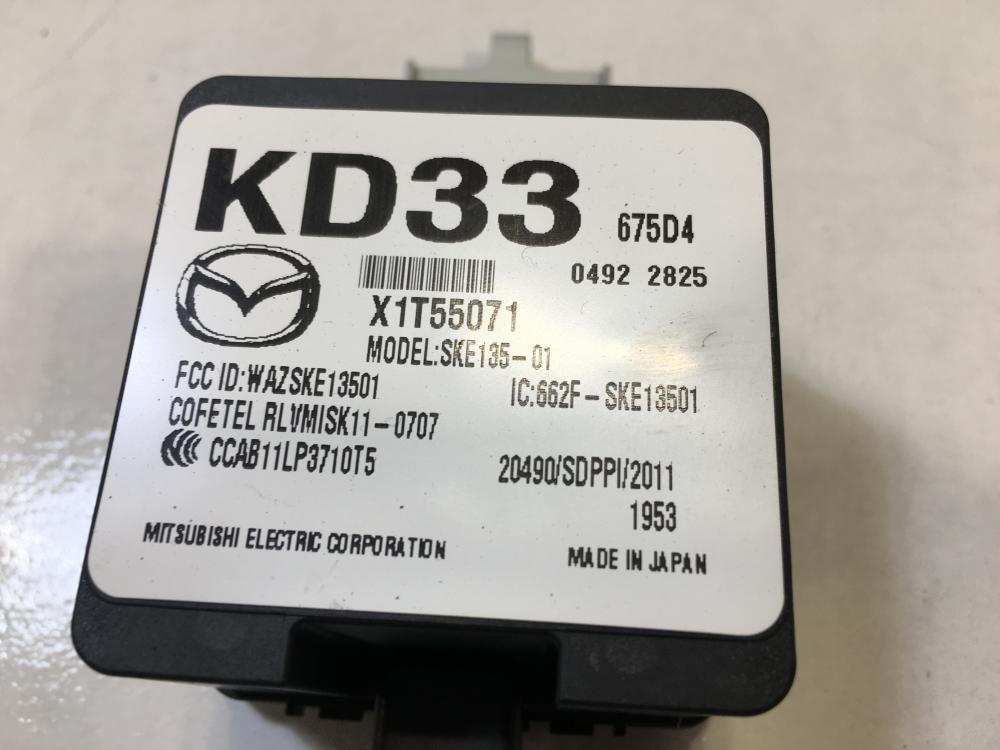 KD33 675D4
0492 2825
X1T55071
MODEL:SKE135-01
FCC ID:WAZSKE13501 IC:662F-SKE13501
COFETEL RLVMISK11-0707
CCAB11LP3710T5 20490/SDPPI/2011
1953
MITSUBISHI ELECTRIC CORPORATION MADE IN JAPAN